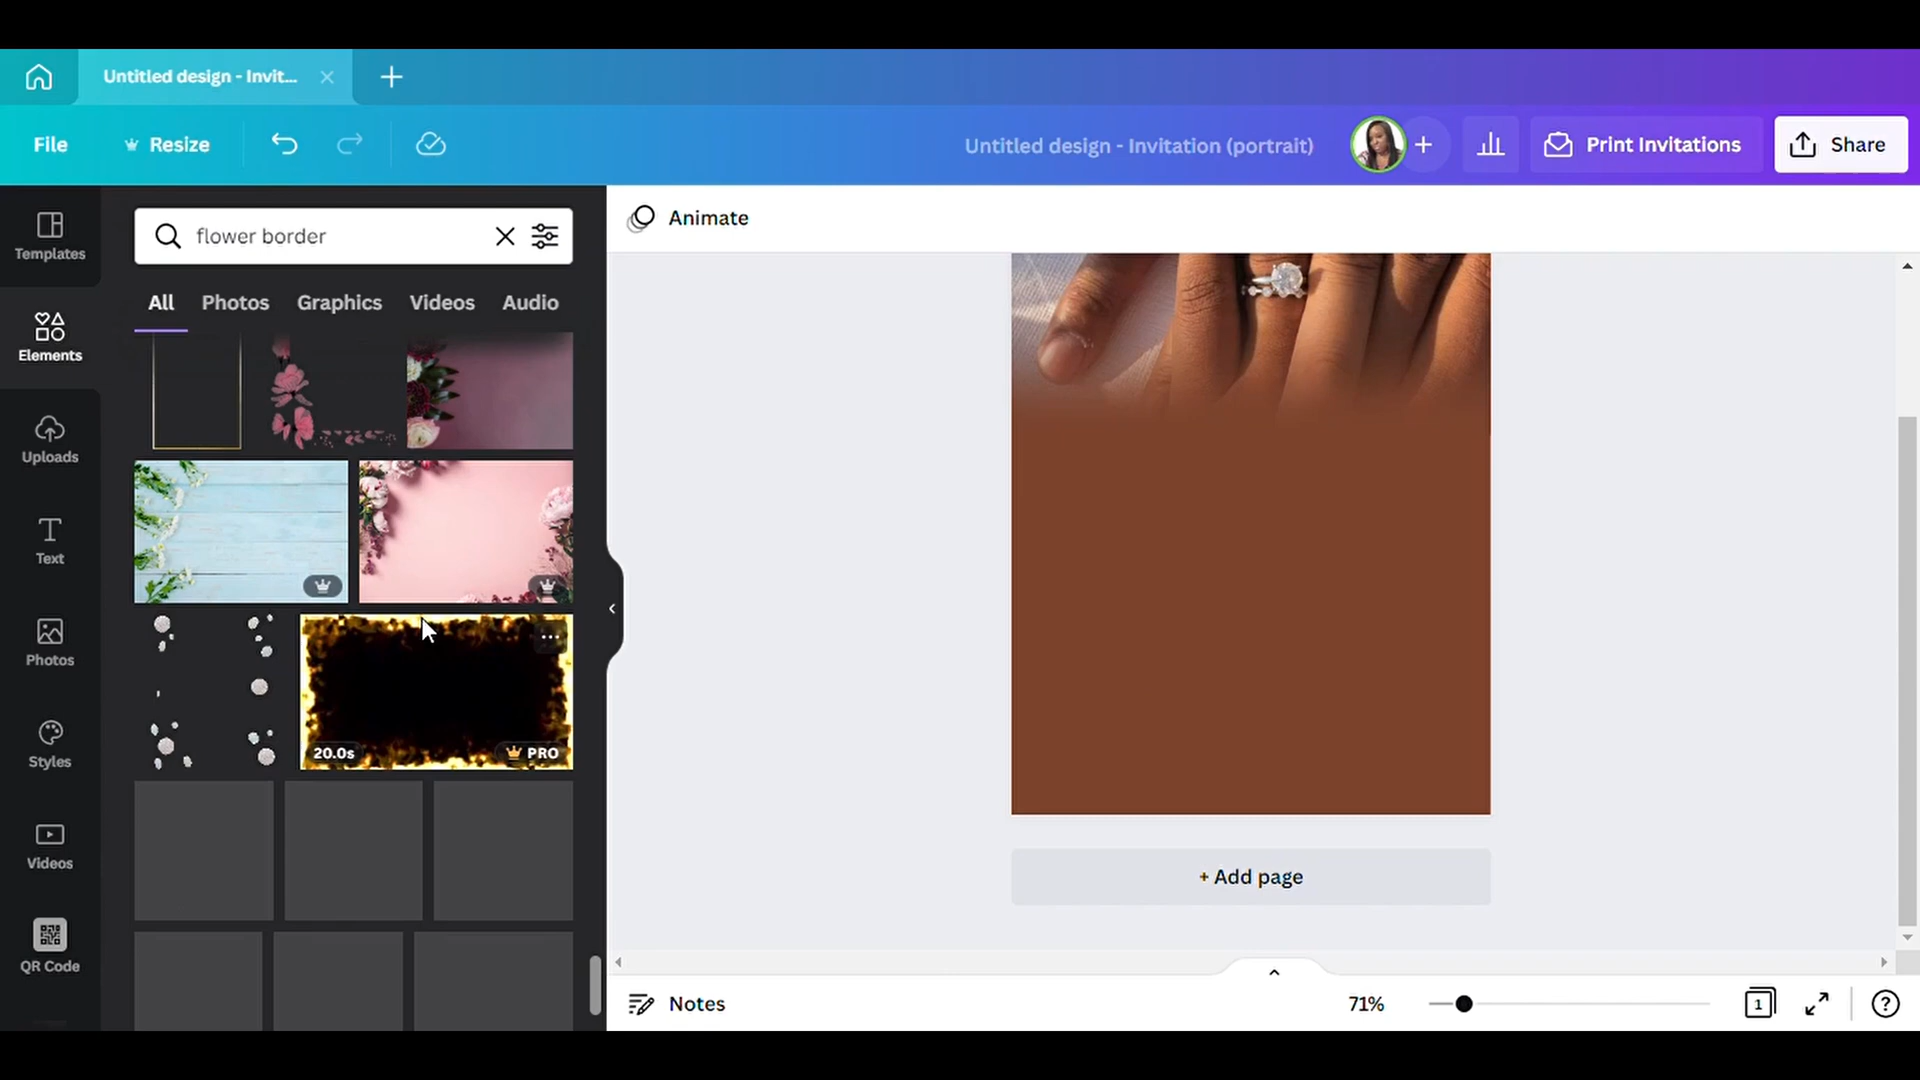 Untitled design - Invit...
File
Resize
Untitled design - Invitation (portrait)
Print Invitations
Share
Templates
Elements
Uploads
Text
Photos
Styles
Videos
QR Code
flower border
All
Photos
Graphics
Videos
Audio
20.0s
PRO
Animate
+ Add page
Notes
71%
1